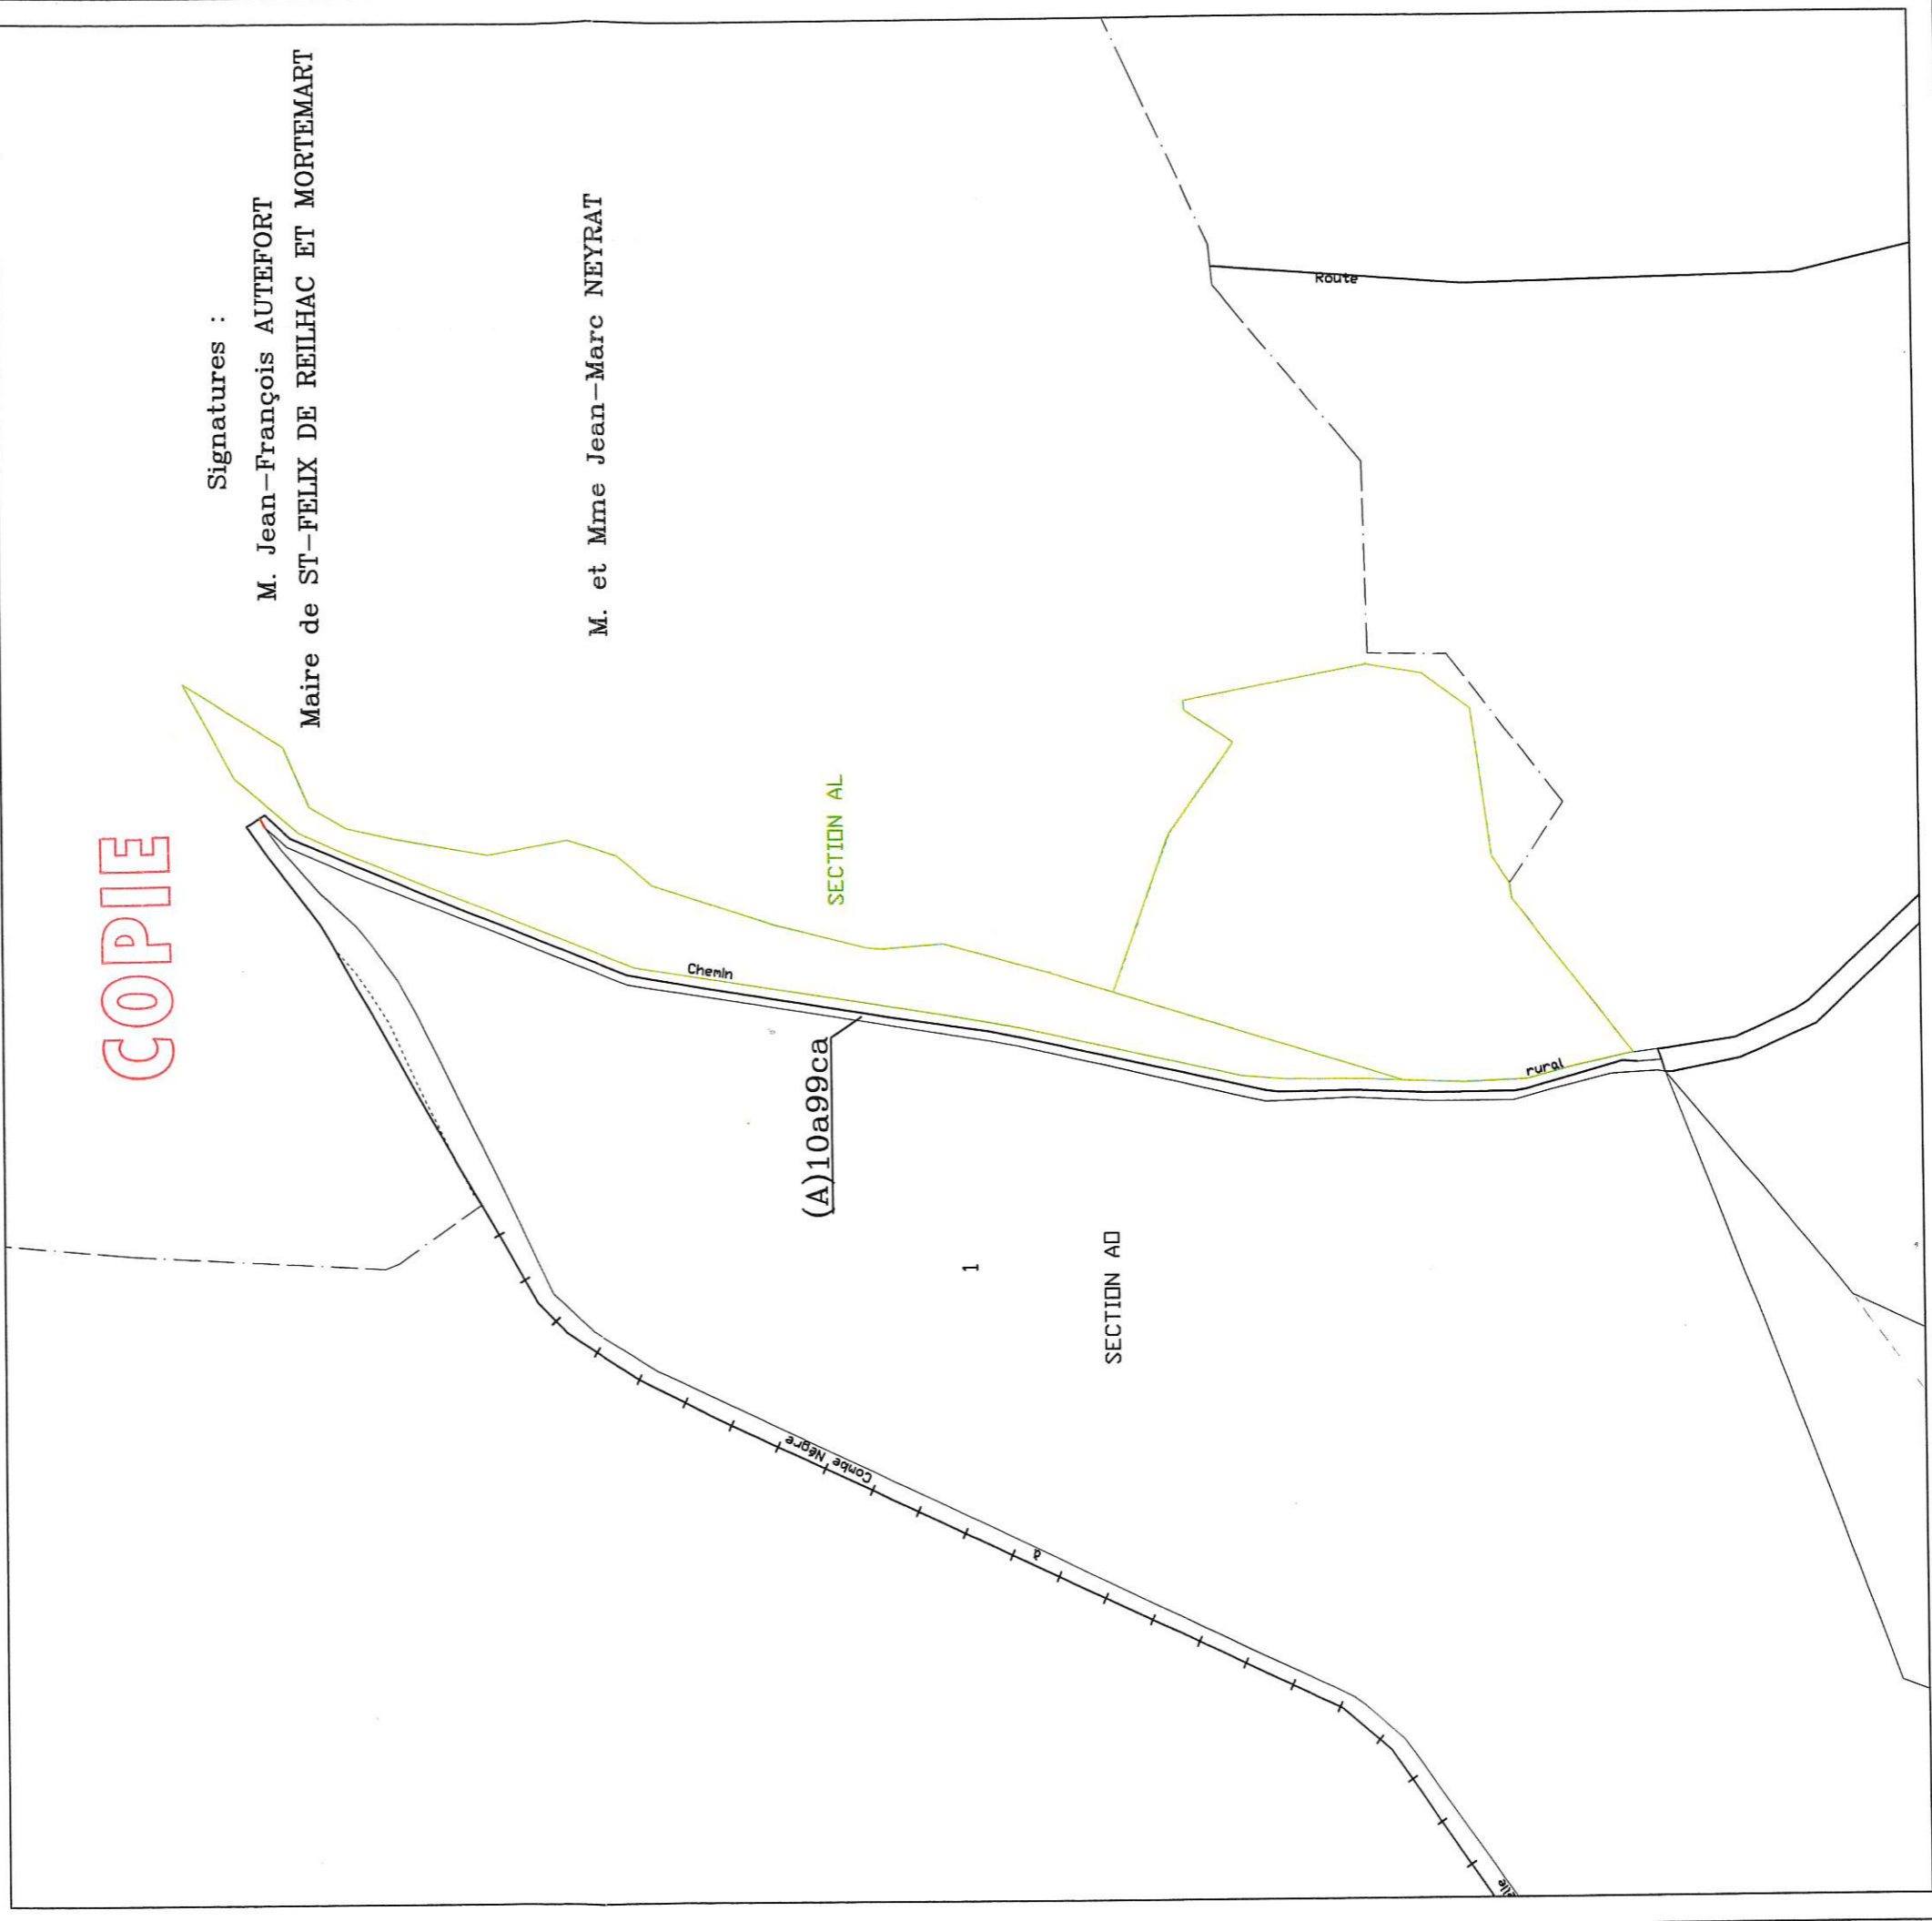 COPIE
Signatures :
M. Jean-François AUTEFORT
Maire de ST-FELIX DE REILHAC ET MORTEMART
M. et Mme Jean-Marc NEYRAT
SECTION AL
Chemin
(A)10a99ca
1
SECTION AD
Route
rural
Combe Nègre
à